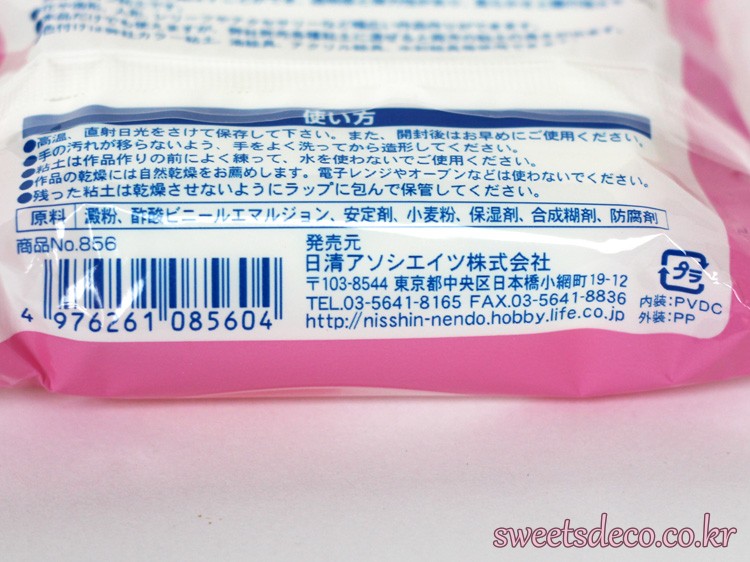 使い方
●高温、直射日光をさけて保存して下さい。また、開封後はお早めにご使用ください。
●手の汚れが移らないよう、手をよく洗ってから造形してください。
●粘土は作品作りの前によく練って、水を使わないでご使用ください。
●作品の乾燥には自然乾燥をお薦めします。電子レンジやオーブンなどは使わないでください。
●残った粘土は乾燥させないようにラップに包んで保管してください。
原料 澱粉、酢酸ビニールエマルジョン、安定剤、小麦粉、保湿剤、合成糊剤、防腐剤
商品No.856
4 976261 085604
発売元
日清アソシエイツ株式会社
〒103-8544 東京都中央区日本橋小網町19-12
TEL.03-5641-8165 FAX.03-5641-8836
http://nisshin-nendo.hobby.life.co.jp
プラ
内装:PVDC
外装:PP
sweetsdeco.co.kr